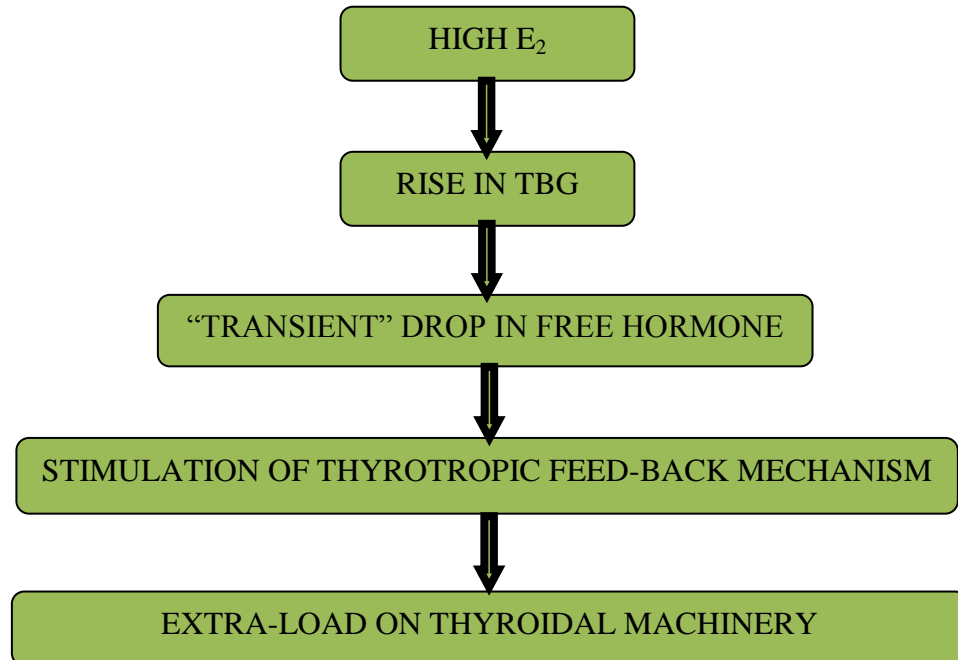 HIGH E₂
RISE IN TBG
“TRANSIENT” DROP IN FREE HORMONE
STIMULATION OF THYROTROPIC FEED-BACK MECHANISM
EXTRA-LOAD ON THYROIDAL MACHINERY